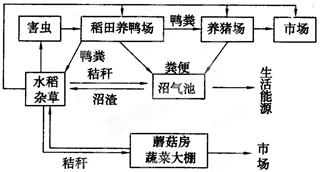 害虫
稻田养鸭场
鸭粪
养猪场
市场
鸭粪
秸秆
粪便
水稻
杂草
沼渣
沼气池
生活
能源
秸秆
蘑菇房
蔬菜大棚
市
场